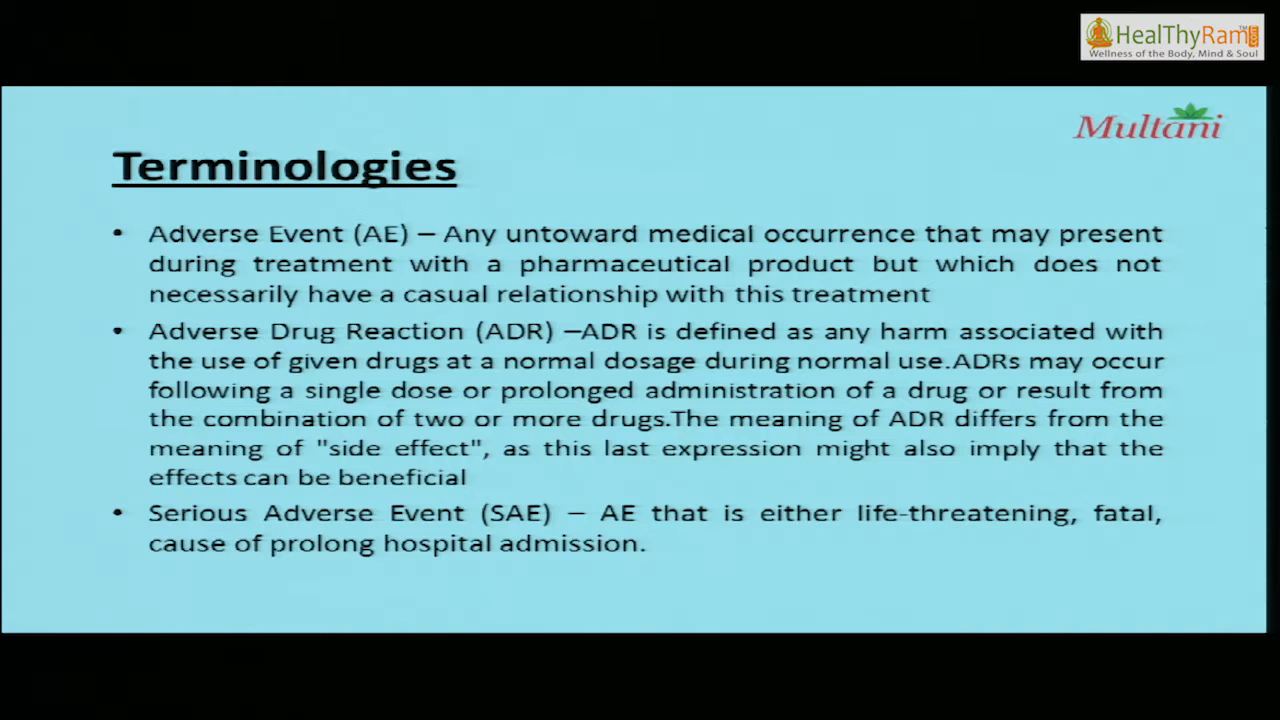 HealThyRam.com™
Wellness of the Body, Mind & Soul
Multani
Terminologies
• Adverse Event (AE) – Any untoward medical occurrence that may present
during treatment with a pharmaceutical product but which does not
necessarily have a casual relationship with this treatment
• Adverse Drug Reaction (ADR) –ADR is defined as any harm associated with
the use of given drugs at a normal dosage during normal use.ADRs may occur
following a single dose or prolonged administration of a drug or result from
the combination of two or more drugs.The meaning of ADR differs from the
meaning of "side effect", as this last expression might also imply that the
effects can be beneficial
• Serious Adverse Event (SAE) – AE that is either life-threatening, fatal,
cause of prolong hospital admission.